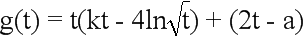 g(t) = t(kt - 4ln√t) + (2t - a)